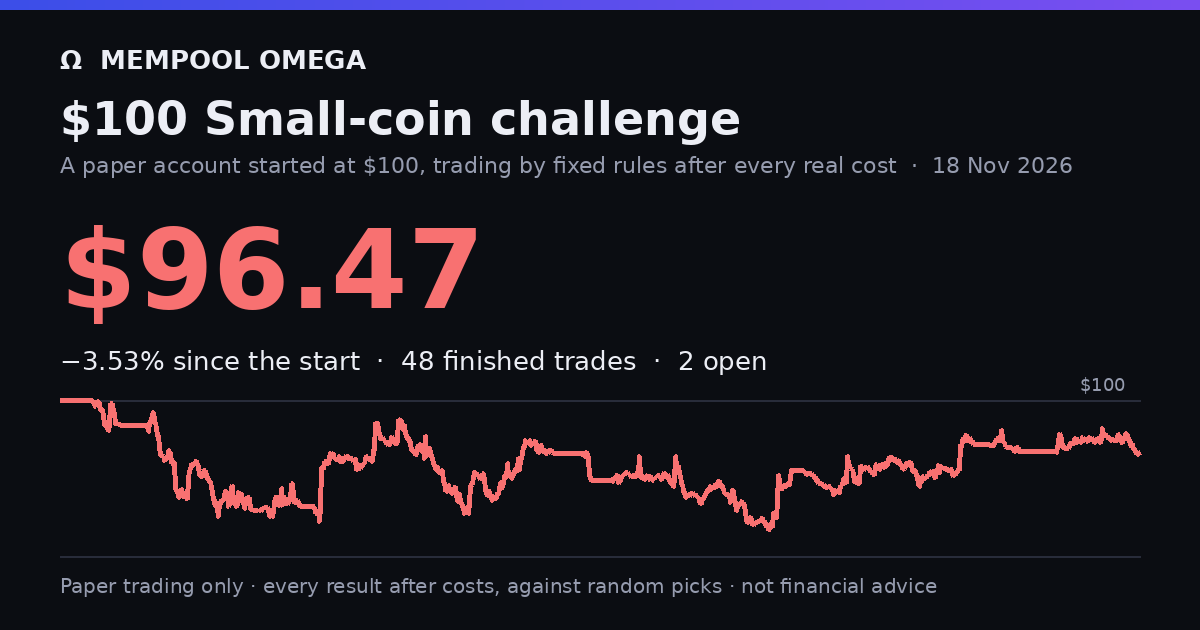 Ω MEMPOOL OMEGA
$100 Small-coin challenge
A paper account started at $100, trading by fixed rules after every real cost · 18 Nov 2026
$96.47
−3.53% since the start · 48 finished trades · 2 open
$100
Paper trading only · every result after costs, against random picks · not financial advice